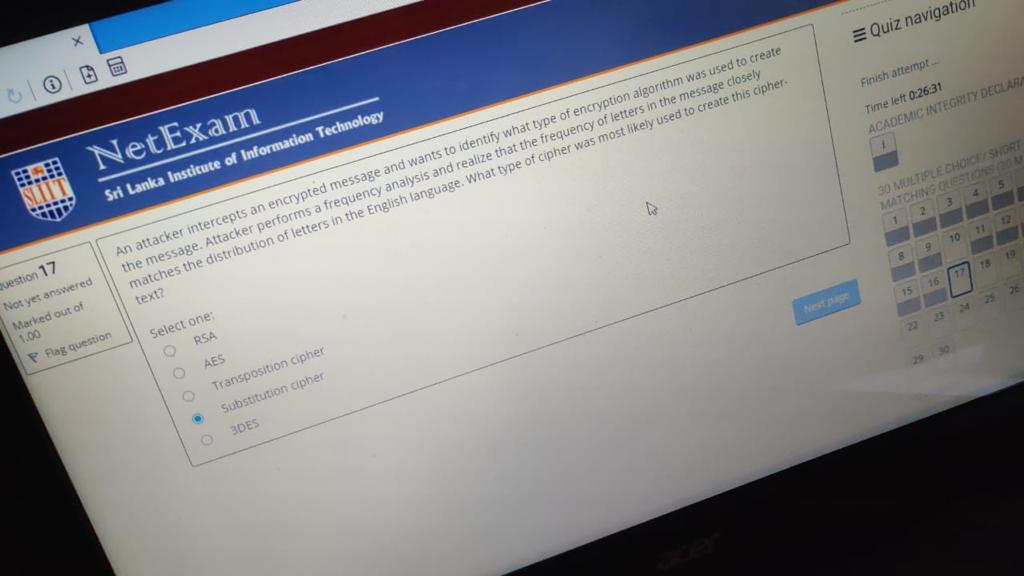 NetExam
Sri Lanka Institute of Information Technology
SLIIT
Question 17
Not yet answered
Marked out of
1.00
Flag question
An attacker intercepts an encrypted message and wants to identify what type of encryption algorithm was used to create
the message. Attacker performs a frequency analysis and realize that the frequency of letters in the message closely
matches the distribution of letters in the English language. What type of cipher was most likely used to create this cipher-
text?
Select one:
RSA
AES
Transposition cipher
Substitution cipher
3DES
Next page
Quiz navigation
Finish attempt ...
Time left 0:26:31
ACADEMIC INTEGRITY DECLARA
i
30 MULTIPLE CHOICE/ SHORT
MATCHING QUESTIONS (30 M
1 2 3 4 5
8 9 10 11 12
15 16 17 18 19
22 23 24 25 26
29 30
acer